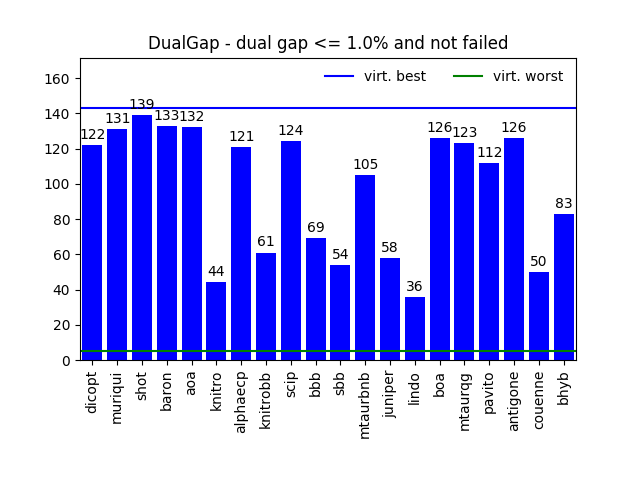 DualGap - dual gap <= 1.0% and not failed
virt. best
virt. worst
160
140
120
100
80
60
40
20
0
122
131
139
133
132
44
121
61
124
69
54
105
58
36
126
123
112
126
50
83
dicopt
muriqui
shot
baron
aoa
knitro
alphaecp
knitrobb
scip
bbb
sbb
mtaurbnb
juniper
lindo
boa
mtaurqg
pavito
antigone
couenne
bhyb